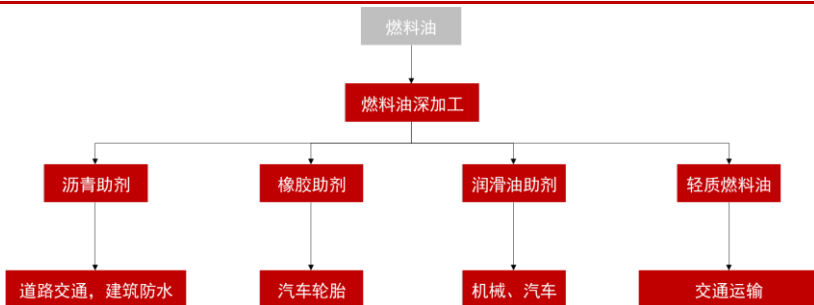 燃料油
燃料油深加工
沥青助剂
橡胶助剂
润滑油助剂
轻质燃料油
道路交通，建筑防水
汽车轮胎
机械、汽车
交通运输